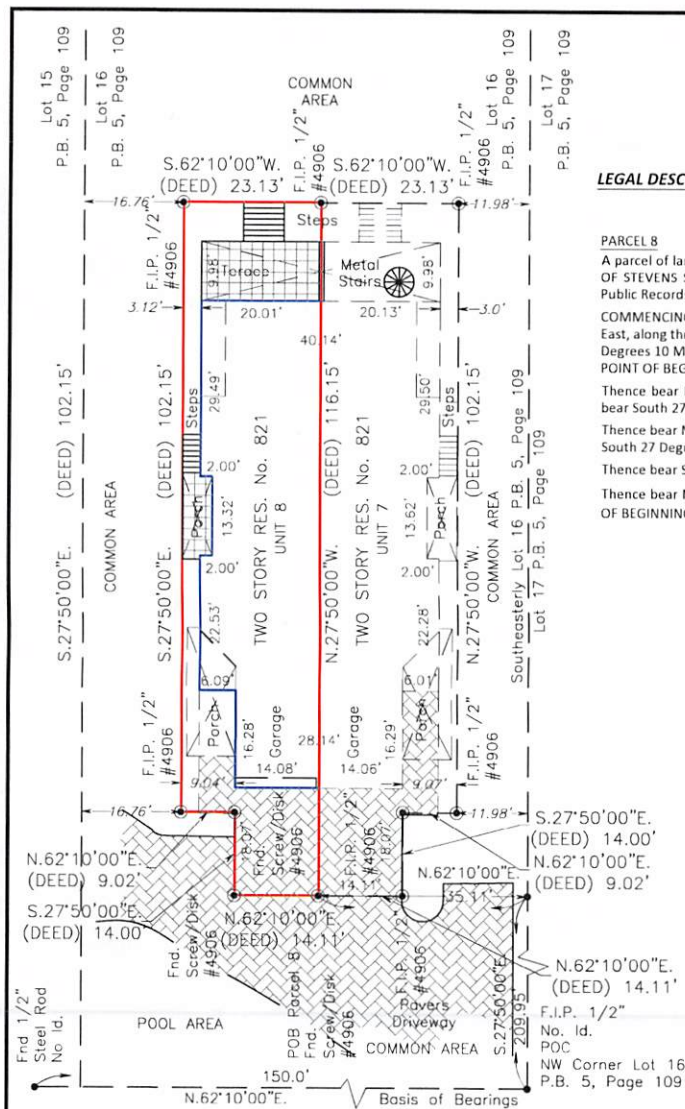 Lot 15
P.B. 5, Page 109
Lot 16
P.B. 5, Page 109
COMMON
AREA
Lot 16
P.B. 5, Page 109
Lot 17
P.B. 5, Page 109
F.I.P. 1/2"
#4906
F.I.P. 1/2"
#4906
S.62°10'00"W.
(DEED) 23.13'
S.62°10'00"W.
(DEED) 23.13'
16.76'
11.98'
Steps
F.I.P. 1/2"
#4906
Terrace
9.98'
Metal
Stairs
9.98'
3.12'
20.01'
20.13'
3.0'
40.14'
S.27°50'00"E. (DEED) 102.15'
COMMON AREA
S.27°50'00"E. (DEED) 102.15'
29.49'
Steps
2.00'
Porch
13.32'
2.00'
22.53'
6.09'
TWO STORY RES. No. 821
UNIT 8
N.27°50'00"W. (DEED) 116.15'
TWO STORY RES. No. 821
UNIT 7
29.50'
Steps
2.00'
13.62'
Porch
2.00'
22.28'
6.01'
N.27°50'00"W. (DEED) 102.15'
COMMON AREA
Southeasterly Lot 16 P.B. 5, Page 109
Lot 17 P.B. 5, Page 109
F.I.P. 1/2"
#4906
Porch
16.28'
Garage
28.14'
Garage
16.29'
Porch
F.I.P. 1/2"
#4906
14.08'
14.06'
9.04'
9.07'
16.76'
11.98'
18.07'
Fnd.
Screw/Disk
#4906
F.I.P. 1/2"
#4906
N.62°10'00"E.
(DEED) 9.02'
S.27°50'00"E.
(DEED) 14.00'
S.27°50'00"E.
(DEED) 14.00'
N.62°10'00"E.
(DEED) 9.02'
N.62°10'00"E.
35.11'
14.11'
N.62°10'00"E.
(DEED) 14.11'
N.62°10'00"E.
(DEED) 14.11'
Fnd.
Screw/Disk
#4906
POB Parcel 8
Fnd.
Screw/Disk
#4906
F.I.P. 1/2"
#4906
Pavers
Driveway
POOL AREA
COMMON AREA
S.27°50'00"E.
209.95'
F.I.P. 1/2"
No. Id.
POC
NW Corner Lot 16
P.B. 5, Page 109
Fnd 1/2"
Steel Rod
No Id.
150.0'
N.62°10'00"E.
Basis of Bearings
LEGAL DESC
PARCEL 8
A parcel of lan
OF STEVENS S
Public Record
COMMENCING
East, along the
Degrees 10 M
POINT OF BEG
Thence bear
bear South 27
Thence bear N
South 27 Degr
Thence bear S
Thence bear N
OF BEGINNING